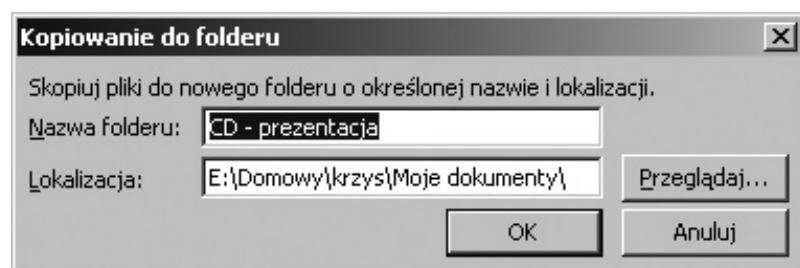 Kopiowanie do folderu
Skopiuj pliki do nowego folderu o określonej nazwie i lokalizacji.
Nazwa folderu: CD - prezentacja
Lokalizacja: E:\Domowy\krzys\Moje dokumenty\ Przeglądaj...
OK Anuluj